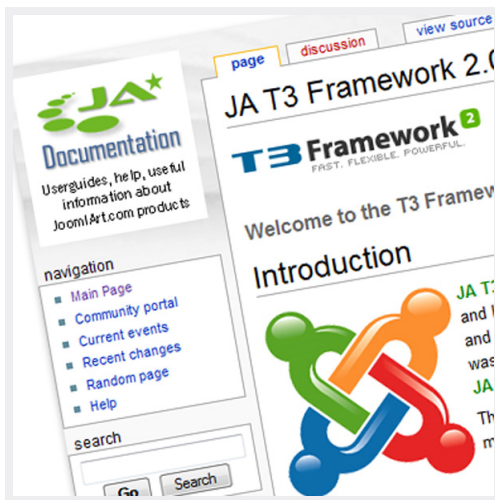 page
discussion
view source
JA
Documentation
Userguides, help, useful
information about
JoomlArt.com products
navigation
Main Page
Community portal
Current events
Recent changes
Random page
Help
search
Go
Search
JA T3 Framework 2.0
T3 Framework 2
FAST. FLEXIBLE. POWERFUL.
Welcome to the T3 Framew
Introduction
JA T3
and
and
was
JA